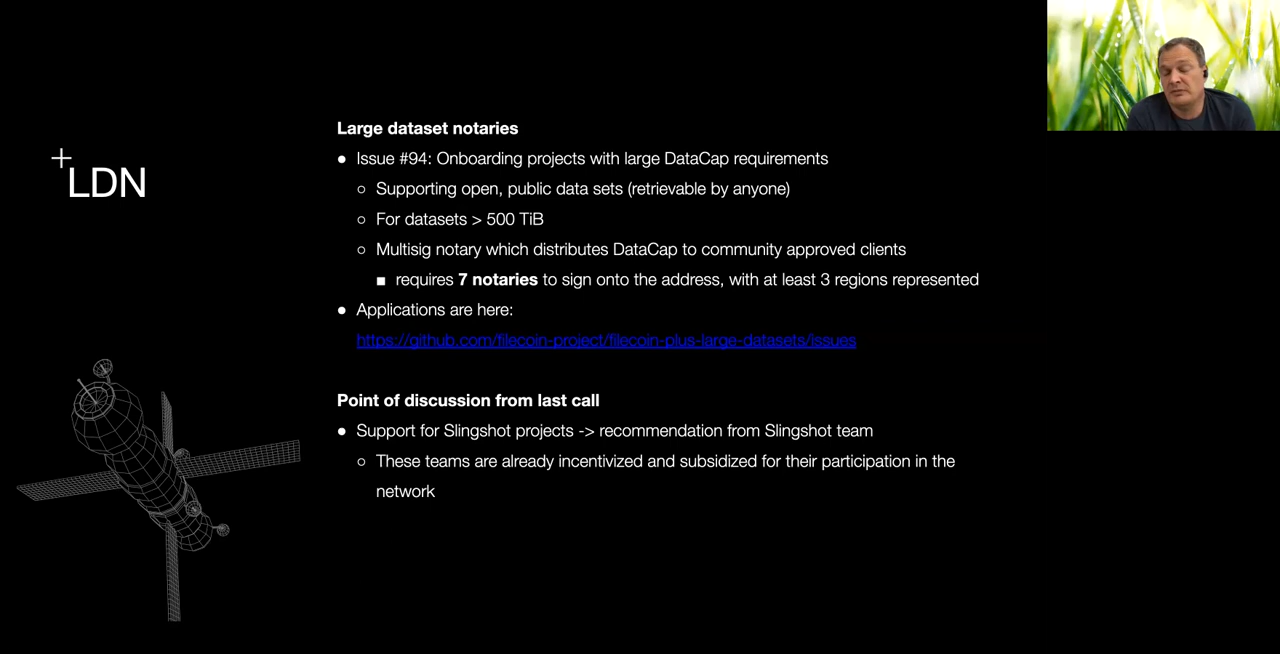 +
LDN
Large dataset notaries
● Issue #94: Onboarding projects with large DataCap requirements
○ Supporting open, public data sets (retrievable by anyone)
○ For datasets > 500 TiB
○ Multisig notary which distributes DataCap to community approved clients
■ requires 7 notaries to sign onto the address, with at least 3 regions represented
● Applications are here:
https://github.com/filecoin-project/filecoin-plus-large-datasets/issues
Point of discussion from last call
● Support for Slingshot projects -> recommendation from Slingshot team
○ These teams are already incentivized and subsidized for their participation in the
network